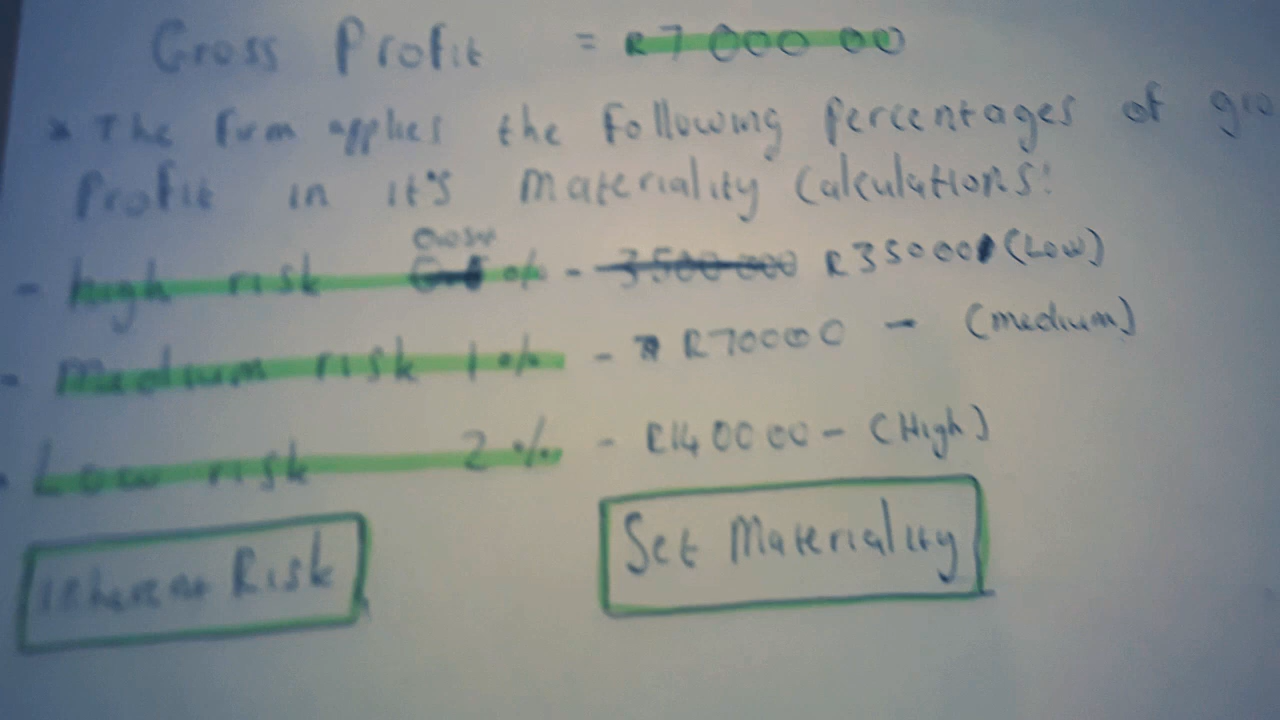 Gross Profit = R7 000 00
The firm applies the following percentages of gro
Profit in it's Materiality Calculations:
- high risk % - 3 500 000 R35000 (Low)
- Medium risk 1% - R70000 - (medium)
- Low risk 2% - R140000 - (High)
Inherent Risk
Set Materiality